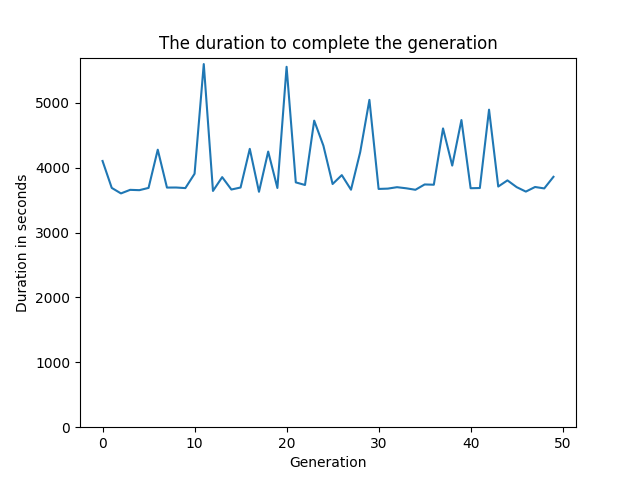 The duration to complete the generation
Duration in seconds
5000
4000
3000
2000
1000
0
0 10 20 30 40 50
Generation